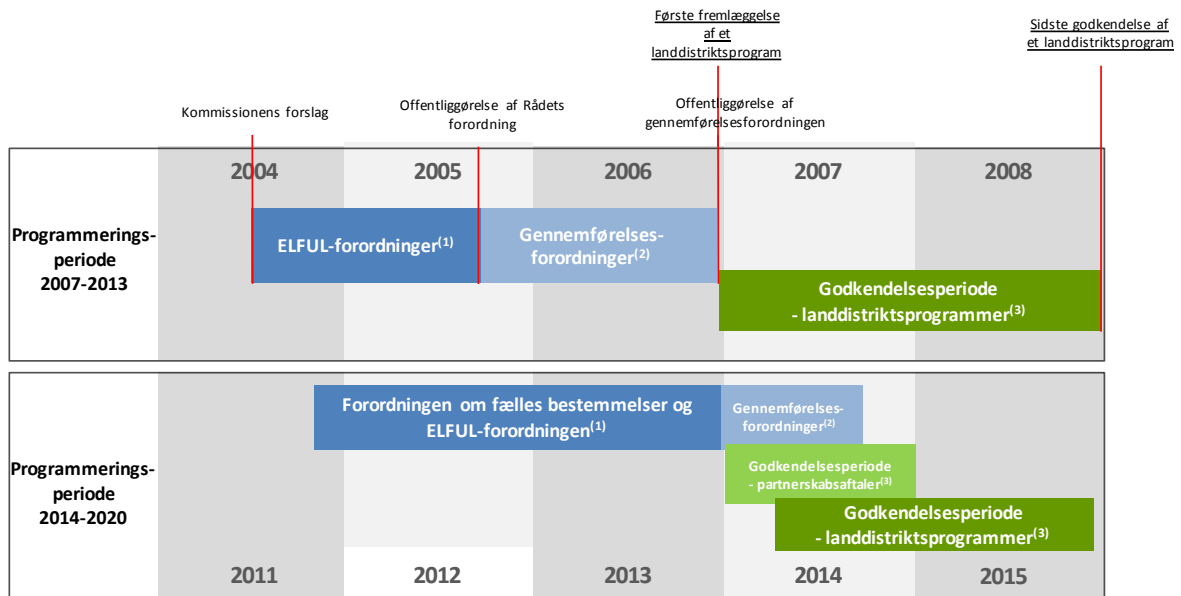 Første fremlæggelse
af et
landdistriktsprogram
Sidste godkendelse af
et landdistriktsprogram
Kommissionens forslag
Offentliggørelse af Rådets
forordning
Offentliggørelse af
gennemførelsesforordningen
2004
2005
2006
2007
2008
Programmerings-
periode
2007-2013
ELFUL-forordninger(1)
Gennemførelses-
forordninger(2)
Godkendelsesperiode
- landdistriktsprogrammer(3)
Programmerings-
periode
2014-2020
Forordningen om fælles bestemmelser og
ELFUL-forordningen(1)
Gennemførelses-
forordninger(2)
Godkendelsesperiode
- partnerskabsaftaler(3)
Godkendelsesperiode
- landdistriktsprogrammer(3)
2011
2012
2013
2014
2015